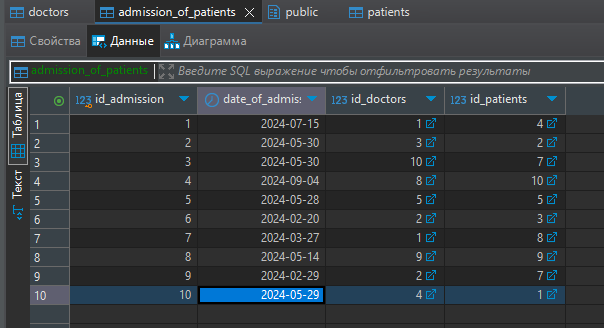 doctors admission_of_patients public patients
Свойства Данные Диаграмма
admission_of_patients Введите SQL выражение чтобы отфильтровать результаты
Таблица
Текст
123 id_admission date_of_admiss 123 id_doctors 123 id_patients
1 1 2024-07-15 1 4
2 2 2024-05-30 3 2
3 3 2024-05-30 10 7
4 4 2024-09-04 8 10
5 5 2024-05-28 5 5
6 6 2024-02-20 2 3
7 7 2024-03-27 1 8
8 8 2024-05-14 9 9
9 9 2024-02-29 2 7
10 10 2024-05-29 4 1